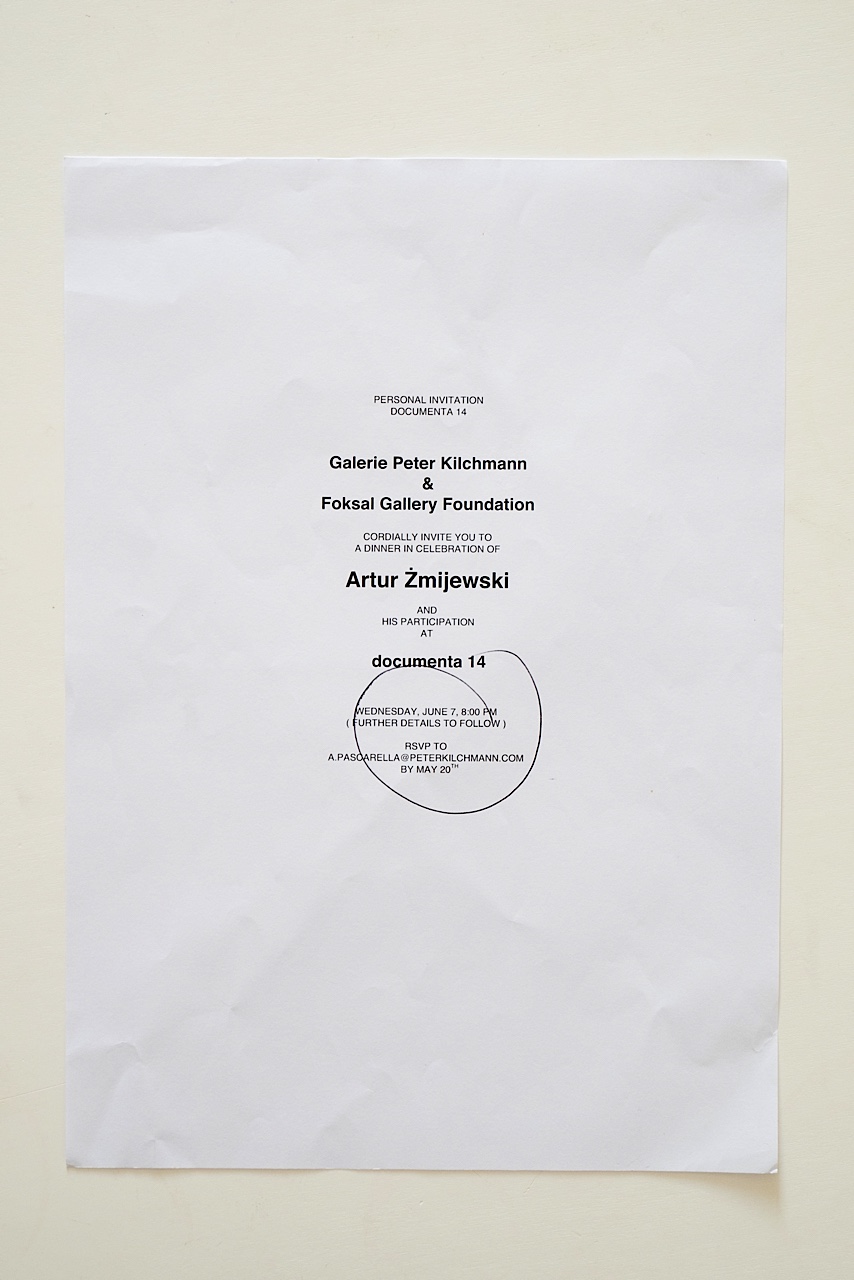 PERSONAL INVITATION
DOCUMENTA 14
Galerie Peter Kilchmann
&
Foksal Gallery Foundation
CORDIALLY INVITE YOU TO
A DINNER IN CELEBRATION OF
Artur Żmijewski
AND
HIS PARTICIPATION
AT
documenta 14
WEDNESDAY, JUNE 7, 8:00 PM
( FURTHER DETAILS TO FOLLOW )
RSVP TO
A.PASCARELLA@PETERKILCHMANN.COM
BY MAY 20TH